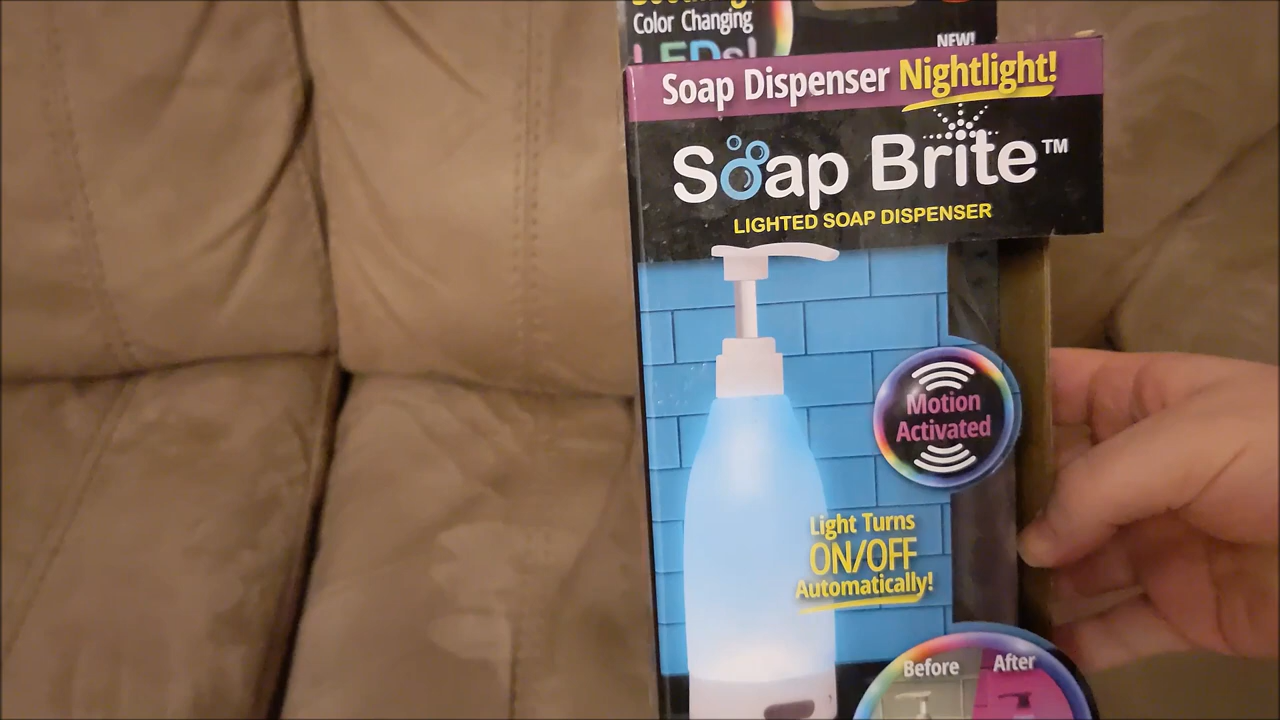 Color Changing
LEDs!
NEW!
Soap Dispenser Nightlight!
Soap Brite™
LIGHTED SOAP DISPENSER
Motion
Activated
Light Turns
ON/OFF
Automatically!
Before After